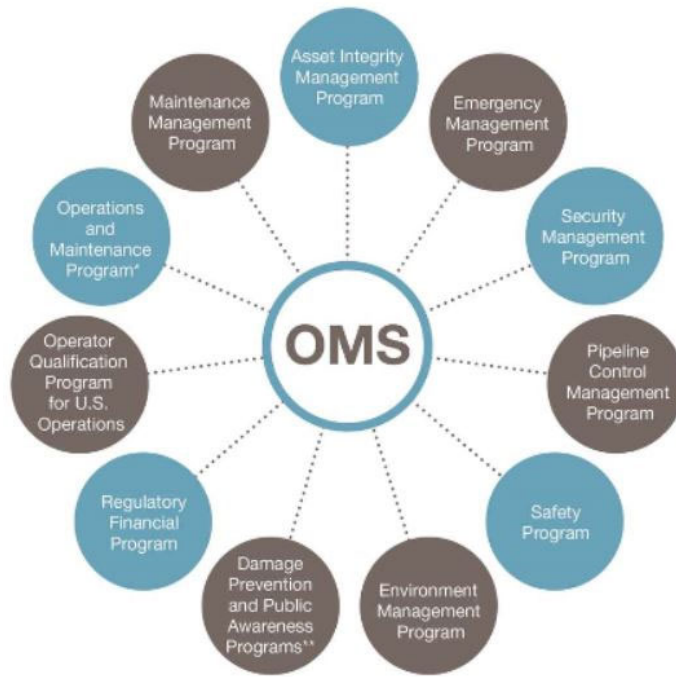 Asset Integrity
Management
Program
Emergency
Management
Program
Security
Management
Program
Pipeline
Control
Management
Program
Safety
Program
Environment
Management
Program
Damage
Prevention
and Public
Awareness
Programs**
Regulatory
Financial
Program
Operator
Qualification
Program
for U.S.
Operations
Operations
and
Maintenance
Program*
Maintenance
Management
Program
OMS